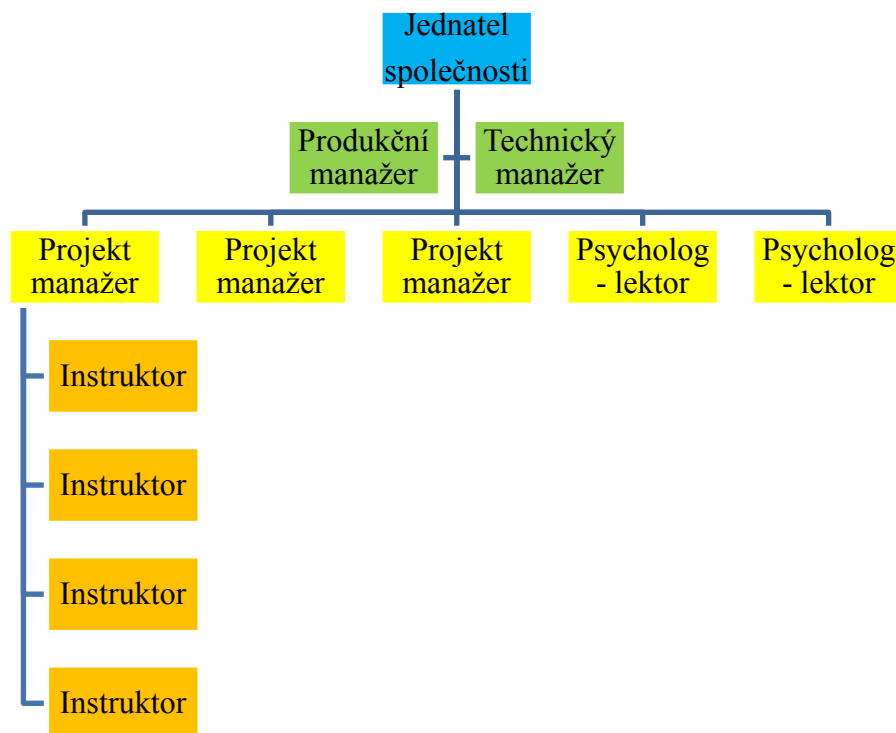 Jednatel
společnosti
Produkční
manažer
Technický
manažer
Projekt
manažer
Projekt
manažer
Projekt
manažer
Psycholog
- lektor
Psycholog
- lektor
Instruktor
Instruktor
Instruktor
Instruktor